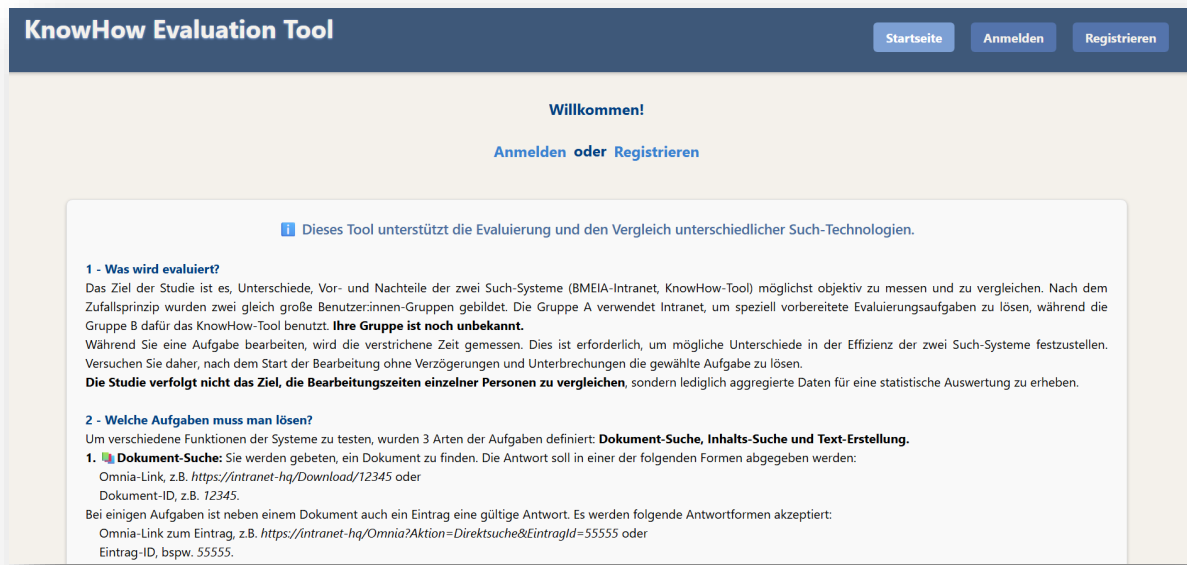 KnowHow Evaluation Tool
Startseite
Anmelden
Registrieren
Willkommen!
Anmelden oder Registrieren
Dieses Tool unterstützt die Evaluierung und den Vergleich unterschiedlicher Such-Technologien.
1 - Was wird evaluiert?
Das Ziel der Studie ist es, Unterschiede, Vor- und Nachteile der zwei Such-Systeme (BMEIA-Intranet, KnowHow-Tool) möglichst objektiv zu messen und zu vergleichen. Nach dem
Zufallsprinzip wurden zwei gleich große Benutzer:innen-Gruppen gebildet. Die Gruppe A verwendet Intranet, um speziell vorbereitete Evaluierungsaufgaben zu lösen, während die
Gruppe B dafür das KnowHow-Tool benutzt. Ihre Gruppe ist noch unbekannt.
Während Sie eine Aufgabe bearbeiten, wird die verstrichene Zeit gemessen. Dies ist erforderlich, um mögliche Unterschiede in der Effizienz der zwei Such-Systeme festzustellen.
Versuchen Sie daher, nach dem Start der Bearbeitung ohne Verzögerungen und Unterbrechungen die gewählte Aufgabe zu lösen.
Die Studie verfolgt nicht das Ziel, die Bearbeitungszeiten einzelner Personen zu vergleichen, sondern lediglich aggregierte Daten für eine statistische Auswertung zu erheben.
2 - Welche Aufgaben muss man lösen?
Um verschiedene Funktionen der Systeme zu testen, wurden 3 Arten der Aufgaben definiert: Dokument-Suche, Inhalts-Suche und Text-Erstellung.
1. Dokument-Suche: Sie werden gebeten, ein Dokument zu finden. Die Antwort soll in einer der folgenden Formen abgegeben werden:
Omnia-Link, z.B. https://intranet-hq/Download/12345 oder
Dokument-ID, z.B. 12345.
Bei einigen Aufgaben ist neben einem Dokument auch ein Eintrag eine gültige Antwort. Es werden folgende Antwortformen akzeptiert:
Omnia-Link zum Eintrag, z.B. https://intranet-hq/Omnia?Aktion=Direktsuche&EintragId=55555 oder
Eintrag-ID, bspw. 55555.